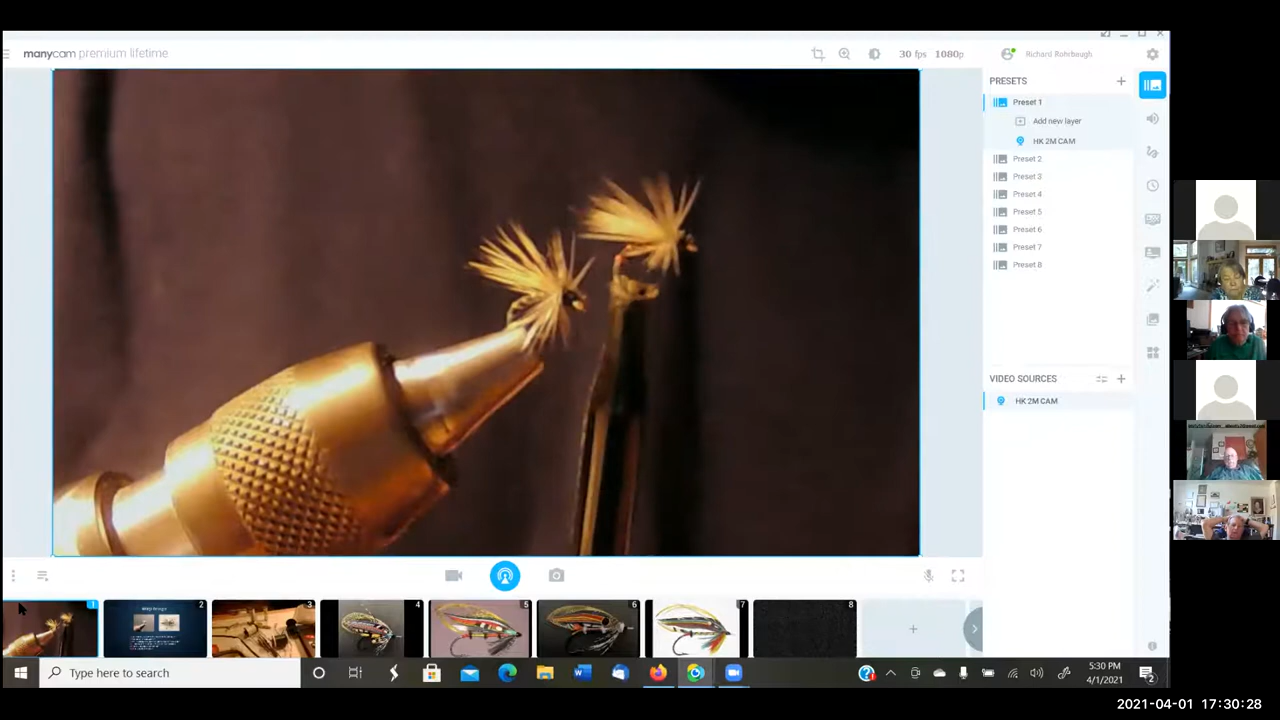 manycam premium lifetime
30 fps 1080p
Richard Rohrbaugh
PRESETS
Preset 1
Add new layer
HK 2M CAM
Preset 2
Preset 3
Preset 4
Preset 5
Preset 6
Preset 7
Preset 8
VIDEO SOURCES
HK 2M CAM
1
2
3
4
5
6
7
8
Type here to search
5:30 PM
4/1/2021
2
2021-04-01 17:30:28